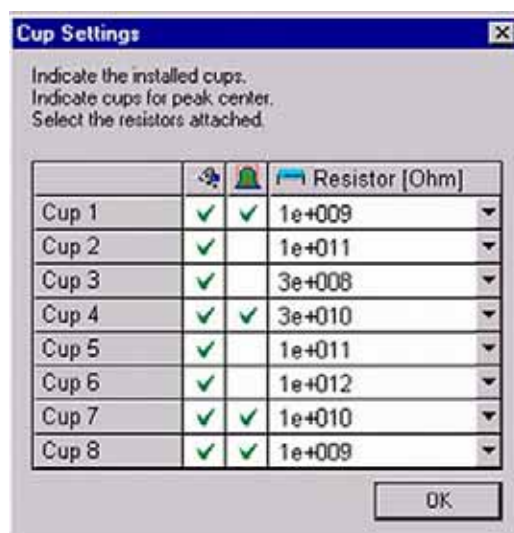 Cup Settings
Indicate the installed cups.
Indicate cups for peak center.
Select the resistors attached.
Resistor [Ohm]
Cup 1 1e+009
Cup 2 1e+011
Cup 3 3e+008
Cup 4 3e+010
Cup 5 1e+011
Cup 6 1e+012
Cup 7 1e+010
Cup 8 1e+009
OK